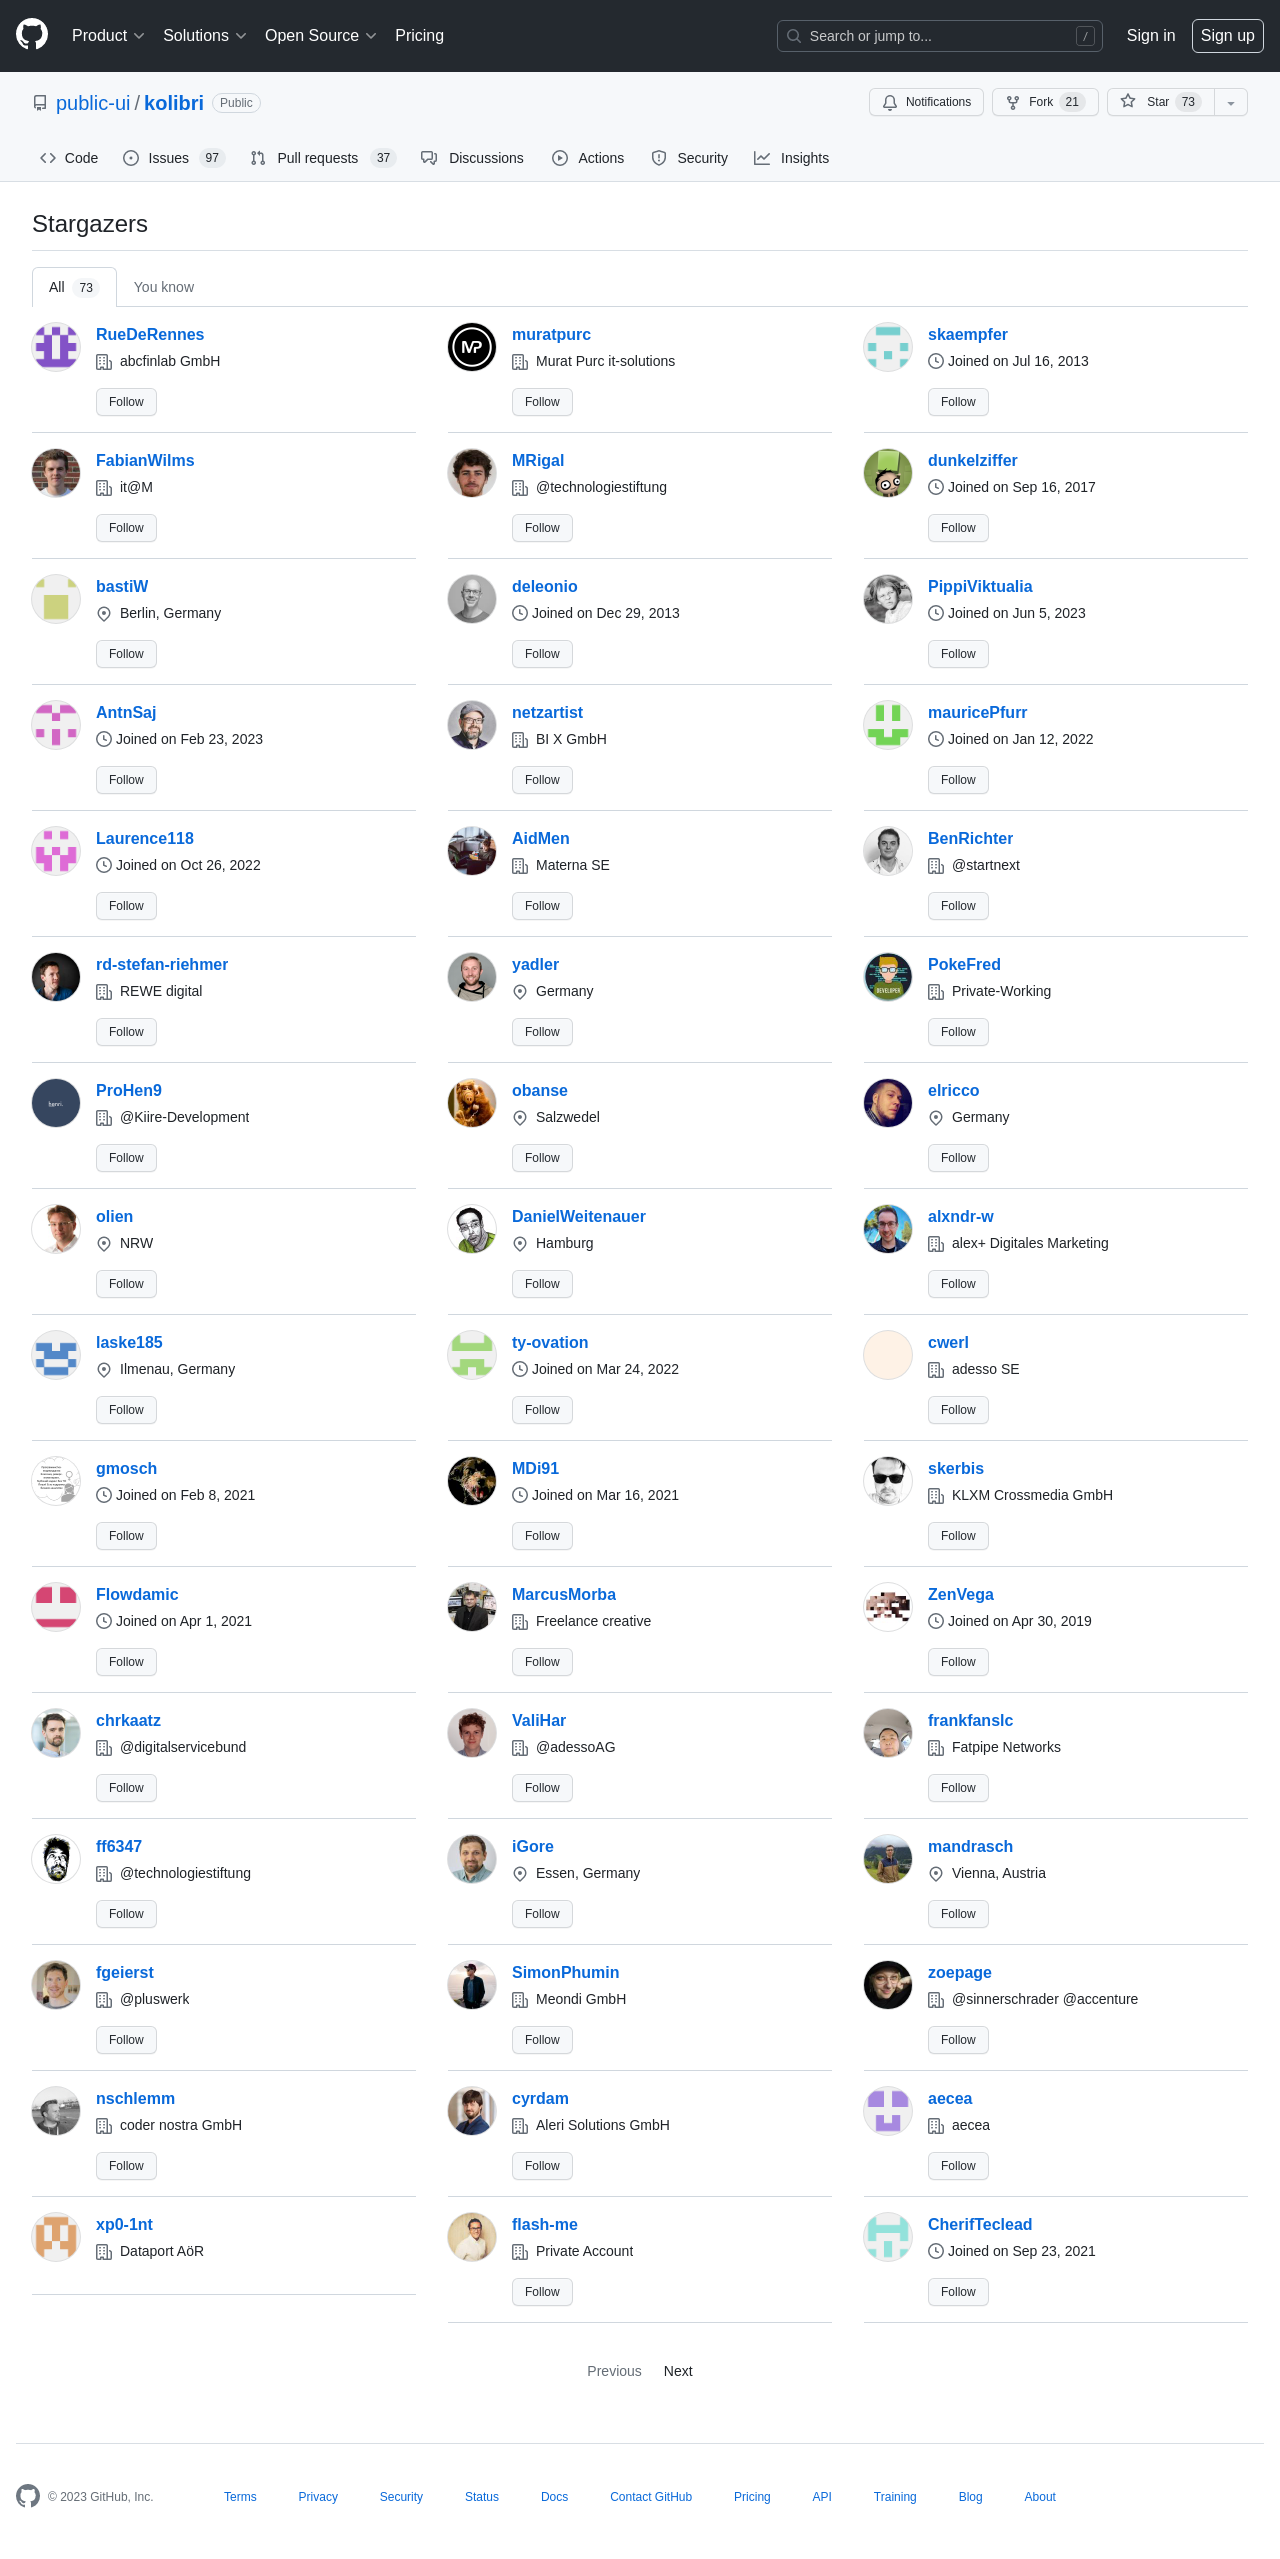 Product Solutions Open Source Pricing Search or jump to... / Sign in Sign up
public-ui / kolibri Public Notifications Fork 21 Star 73
Code Issues 97 Pull requests 37 Discussions Actions Security Insights
Stargazers
All 73 You know
RueDeRennes muratpurc skaempfer
abcfinlab GmbH Murat Purc it-solutions Joined on Jul 16, 2013
Follow Follow Follow
FabianWilms MRigal dunkelziffer
it@M @technologiestiftung Joined on Sep 16, 2017
Follow Follow Follow
bastiW deleonio PippiViktualia
Berlin, Germany Joined on Dec 29, 2013 Joined on Jun 5, 2023
Follow Follow Follow
AntnSaj netzartist mauricePfurr
Joined on Feb 23, 2023 BI X GmbH Joined on Jan 12, 2022
Follow Follow Follow
Laurence118 AidMen BenRichter
Joined on Oct 26, 2022 Materna SE @startnext
Follow Follow Follow
rd-stefan-riehmer yadler PokeFred
REWE digital Germany Private-Working
Follow Follow Follow
ProHen9 obanse elricco
@Kiire-Development Salzwedel Germany
Follow Follow Follow
olien DanielWeitenauer alxndr-w
NRW Hamburg alex+ Digitales Marketing
Follow Follow Follow
laske185 ty-ovation cwerl
Ilmenau, Germany Joined on Mar 24, 2022 adesso SE
Follow Follow Follow
gmosch MDi91 skerbis
Joined on Feb 8, 2021 Joined on Mar 16, 2021 KLXM Crossmedia GmbH
Follow Follow Follow
Flowdamic MarcusMorba ZenVega
Joined on Apr 1, 2021 Freelance creative Joined on Apr 30, 2019
Follow Follow Follow
chrkaatz ValiHar frankfanslc
@digitalservicebund @adessoAG Fatpipe Networks
Follow Follow Follow
ff6347 iGore mandrasch
@technologiestiftung Essen, Germany Vienna, Austria
Follow Follow Follow
fgeierst SimonPhumin zoepage
@pluswerk Meondi GmbH @sinnerschrader @accenture
Follow Follow Follow
nschlemm cyrdam aecea
coder nostra GmbH Aleri Solutions GmbH aecea
Follow Follow Follow
xp0-1nt flash-me CherifTeclead
Dataport AöR Private Account Joined on Sep 23, 2021
Follow Follow
Previous Next
© 2023 GitHub, Inc. Terms Privacy Security Status Docs Contact GitHub Pricing API Training Blog About